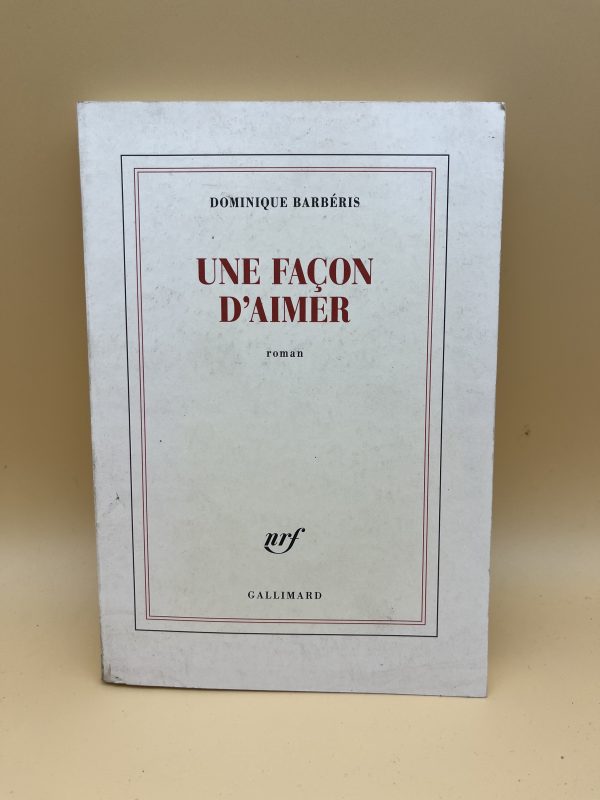 DOMINIQUE BARBÉRIS
UNE FAÇON
D'AIMER
roman
nrf
GALLIMARD